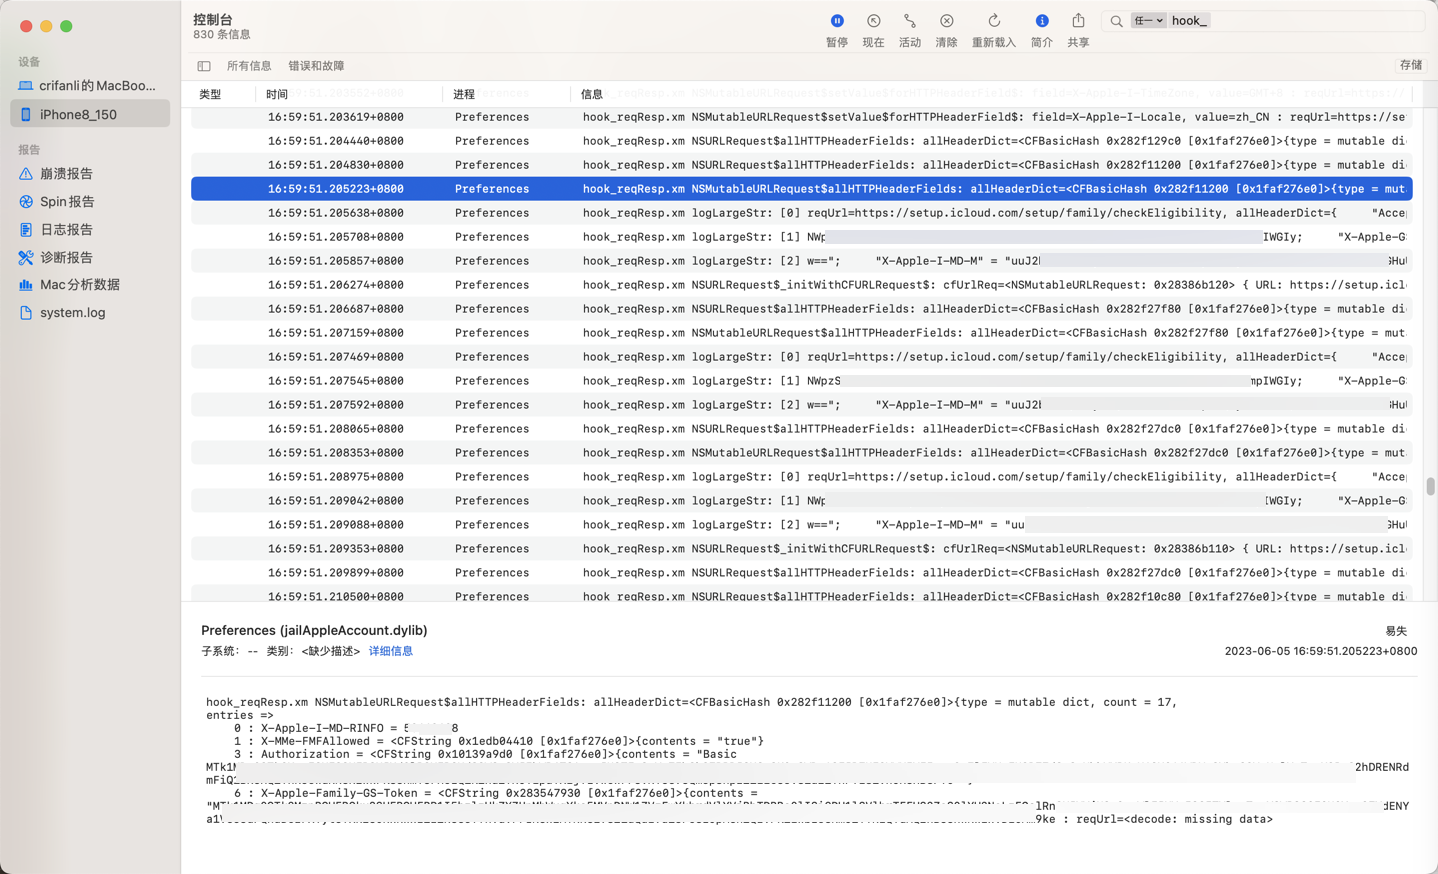 控制台
830 条信息
暂停
现在
活动
清除
重新载入
简介
共享
任一
hook_
所有信息
错误和故障
存储
设备
crifanli的MacBoo...
iPhone8_150
报告
崩溃报告
Spin报告
日志报告
诊断报告
Mac分析数据
system.log
类型 时间 进程 信息
16:59:51.203619+0800 Preferences hook_reqResp.xm NSMutableURLRequest$setValue$forHTTPHeaderField$: field=X-Apple-I-Locale, value=zh_CN : reqUrl=https://se
16:59:51.204440+0800 Preferences hook_reqResp.xm NSURLRequest$allHTTPHeaderFields: allHeaderDict=<CFBasicHash 0x282f129c0 [0x1faf276e0]>{type = mutable di
16:59:51.204830+0800 Preferences hook_reqResp.xm NSURLRequest$allHTTPHeaderFields: allHeaderDict=<CFBasicHash 0x282f11200 [0x1faf276e0]>{type = mutable di
16:59:51.205223+0800 Preferences hook_reqResp.xm NSMutableURLRequest$allHTTPHeaderFields: allHeaderDict=<CFBasicHash 0x282f11200 [0x1faf276e0]>{type = mut
16:59:51.205638+0800 Preferences hook_reqResp.xm logLargeStr: [0] reqUrl=https://setup.icloud.com/setup/family/checkEligibility, allHeaderDict={ "Acce
16:59:51.205708+0800 Preferences hook_reqResp.xm logLargeStr: [1] NWp IWGIy; "X-Apple-G
16:59:51.205857+0800 Preferences hook_reqResp.xm logLargeStr: [2] w=="; "X-Apple-I-MD-M" = "uuJ2 GHu
16:59:51.206274+0800 Preferences hook_reqResp.xm NSURLRequest$_initWithCFURLRequest$: cfUrlReq=<NSMutableURLRequest: 0x28386b120> { URL: https://setup.icl
16:59:51.206687+0800 Preferences hook_reqResp.xm NSURLRequest$allHTTPHeaderFields: allHeaderDict=<CFBasicHash 0x282f27f80 [0x1faf276e0]>{type = mutable di
16:59:51.207159+0800 Preferences hook_reqResp.xm NSMutableURLRequest$allHTTPHeaderFields: allHeaderDict=<CFBasicHash 0x282f27f80 [0x1faf276e0]>{type = mut
16:59:51.207469+0800 Preferences hook_reqResp.xm logLargeStr: [0] reqUrl=https://setup.icloud.com/setup/family/checkEligibility, allHeaderDict={ "Acce
16:59:51.207545+0800 Preferences hook_reqResp.xm logLargeStr: [1] NWpzS mpIWGIy; "X-Apple-G
16:59:51.207592+0800 Preferences hook_reqResp.xm logLargeStr: [2] w=="; "X-Apple-I-MD-M" = "uuJ2 GHu
16:59:51.208065+0800 Preferences hook_reqResp.xm NSURLRequest$allHTTPHeaderFields: allHeaderDict=<CFBasicHash 0x282f27dc0 [0x1faf276e0]>{type = mutable di
16:59:51.208353+0800 Preferences hook_reqResp.xm NSMutableURLRequest$allHTTPHeaderFields: allHeaderDict=<CFBasicHash 0x282f27dc0 [0x1faf276e0]>{type = mut
16:59:51.208975+0800 Preferences hook_reqResp.xm logLargeStr: [0] reqUrl=https://setup.icloud.com/setup/family/checkEligibility, allHeaderDict={ "Acce
16:59:51.209042+0800 Preferences hook_reqResp.xm logLargeStr: [1] NWp IWGIy; "X-Apple-G
16:59:51.209088+0800 Preferences hook_reqResp.xm logLargeStr: [2] w=="; "X-Apple-I-MD-M" = "uu GHu
16:59:51.209353+0800 Preferences hook_reqResp.xm NSURLRequest$_initWithCFURLRequest$: cfUrlReq=<NSMutableURLRequest: 0x28386b110> { URL: https://setup.icl
16:59:51.209899+0800 Preferences hook_reqResp.xm NSURLRequest$allHTTPHeaderFields: allHeaderDict=<CFBasicHash 0x282f27dc0 [0x1faf276e0]>{type = mutable di
16:59:51.210500+0800 Preferences hook_reqResp.xm NSURLRequest$allHTTPHeaderFields: allHeaderDict=<CFBasicHash 0x282f10c80 [0x1faf276e0]>{type = mutable di
Preferences (jailAppleAccount.dylib) 易失
子系统: -- 类别: <缺少描述> 详细信息 2023-06-05 16:59:51.205223+0800
hook_reqResp.xm NSMutableURLRequest$allHTTPHeaderFields: allHeaderDict=<CFBasicHash 0x282f11200 [0x1faf276e0]>{type = mutable dict, count = 17,
entries =>
0 : X-Apple-I-MD-RINFO = 5 8
1 : X-MMe-FMFAllowed = <CFString 0x1edb04410 [0x1faf276e0]>{contents = "true"}
3 : Authorization = <CFString 0x10139a9d0 [0x1faf276e0]>{contents = "Basic
MTk1M 2hDRENRd
mFiQ
6 : X-Apple-Family-GS-Token = <CFString 0x283547930 [0x1faf276e0]>{contents =
"MT lRn dENY
a1 9ke : reqUrl=<decode: missing data>